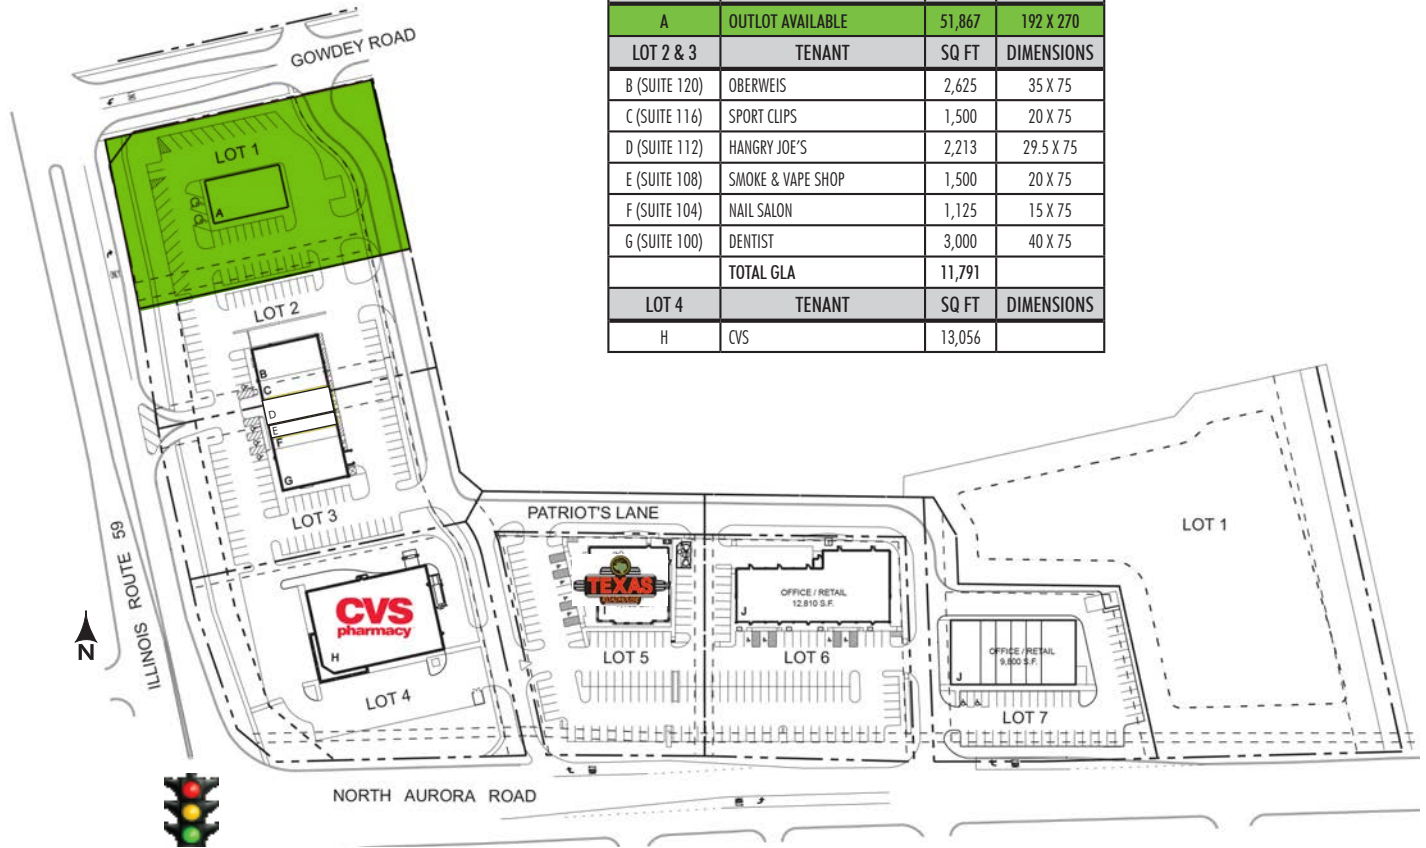 A OUTLOT AVAILABLE 51,867 192 X 270
LOT 2 & 3 TENANT SQ FT DIMENSIONS
B (SUITE 120) OBERWEIS 2,625 35 X 75
C (SUITE 116) SPORT CLIPS 1,500 20 X 75
D (SUITE 112) HANGRY JOE'S 2,213 29.5 X 75
E (SUITE 108) SMOKE & VAPE SHOP 1,500 20 X 75
F (SUITE 104) NAIL SALON 1,125 15 X 75
G (SUITE 100) DENTIST 3,000 40 X 75
TOTAL GLA 11,791
LOT 4 TENANT SQ FT DIMENSIONS
H CVS 13,056
GOWDEY ROAD
LOT 1
A
LOT 2
B
C
D
E
F
G
LOT 3
ILLINOIS ROUTE 59
N
CVS
pharmacy
H
LOT 4
PATRIOT'S LANE
TEXAS
LOT 5
OFFICE / RETAIL
12,810 S.F.
J
LOT 6
OFFICE / RETAIL
9,800 S.F.
J
LOT 7
LOT 1
NORTH AURORA ROAD